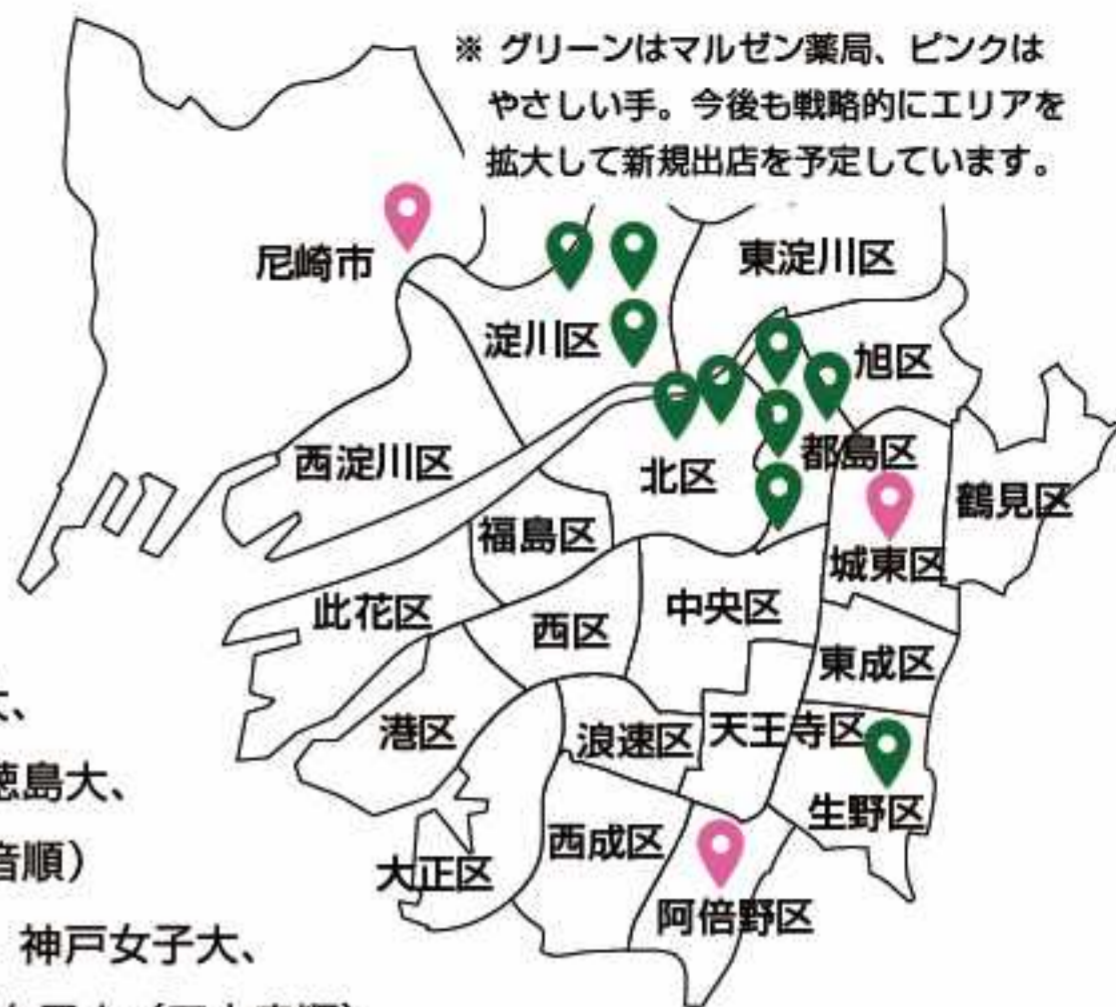 ※ グリーンはマルゼン薬局、ピンクは
やさしい手。今後も戦略的にエリアを
拡大して新規出店を予定しています。
尼崎市
東淀川区
淀川区
旭区
西淀川区
北区
都島区
鶴見区
福島区
城東区
此花区
西区
中央区
東成区
港区
浪速区
天王寺区
生野区
西成区
大正区
阿倍野区
徳島大、
音順）
神戸女子大、